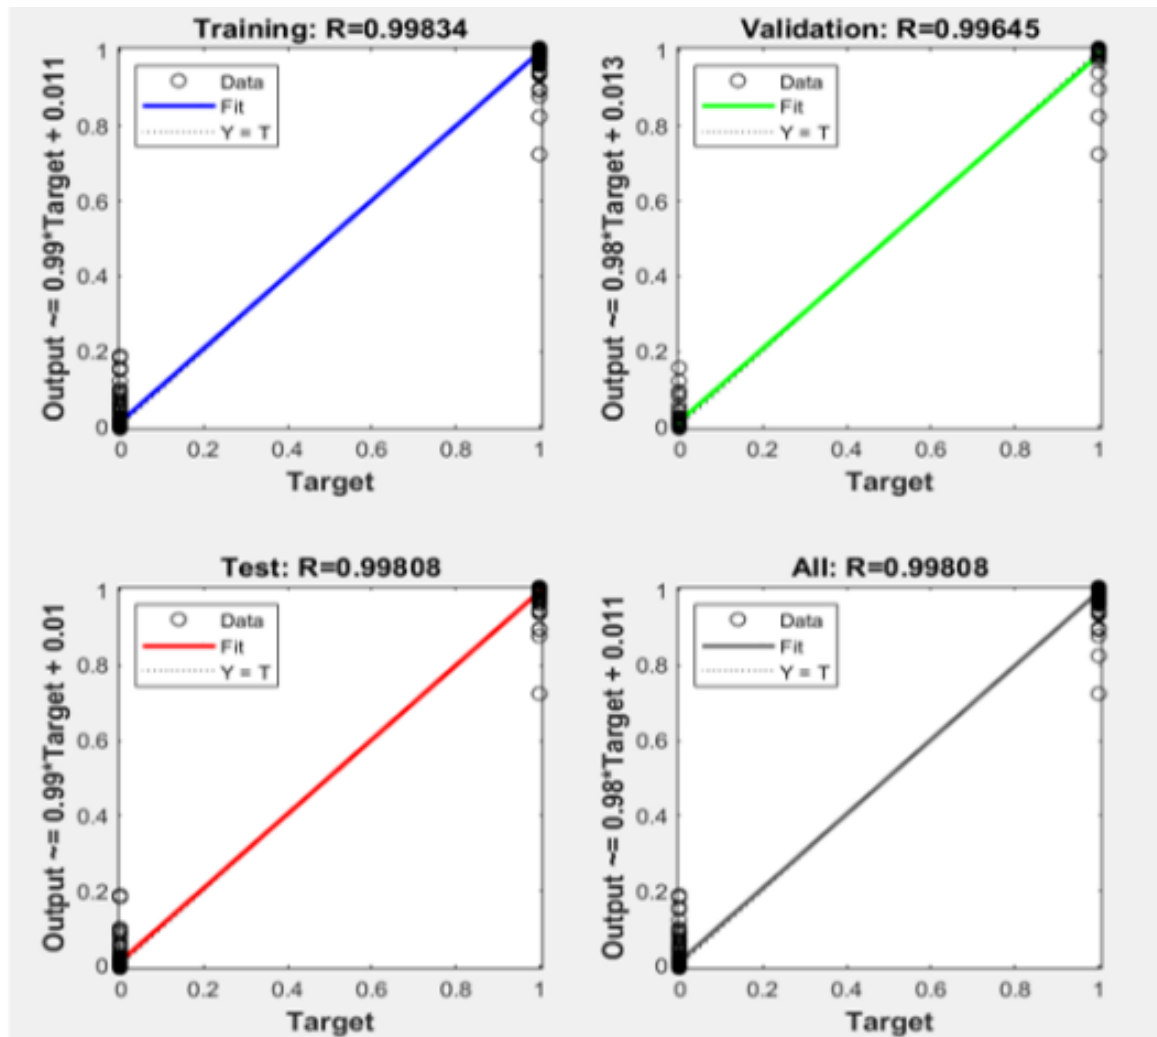 Training: R=0.99834
Output ~= 0.99*Target + 0.011
1
0.8
0.6
0.4
0.2
0
Data
Fit
Y = T
0 0.2 0.4 0.6 0.8 1
Target
Validation: R=0.99645
Output ~= 0.98*Target + 0.013
1
0.8
0.6
0.4
0.2
0
Data
Fit
Y = T
0 0.2 0.4 0.6 0.8 1
Target
Test: R=0.99808
Output ~= 0.99*Target + 0.01
1
0.8
0.6
0.4
0.2
0
Data
Fit
Y = T
0 0.2 0.4 0.6 0.8 1
Target
All: R=0.99808
Output ~= 0.98*Target + 0.011
1
0.8
0.6
0.4
0.2
0
Data
Fit
Y = T
0 0.2 0.4 0.6 0.8 1
Target